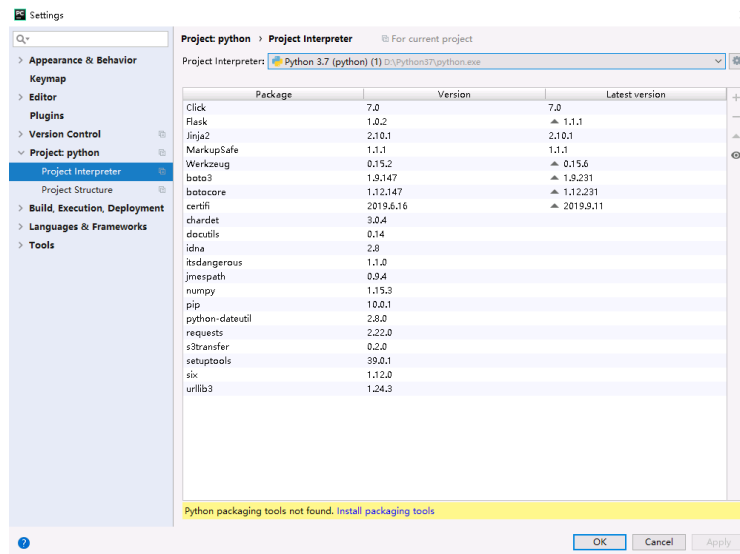 PC Settings
Project: python › Project Interpreter For current project
Project Interpreter: Python 3.7 (python) (1) D:\Python37\python.exe
Appearance & Behavior
Keymap
Editor
Plugins
Version Control
Project: python
Project Interpreter
Project Structure
Build, Execution, Deployment
Languages & Frameworks
Tools
Package Version Latest version
Click 7.0 7.0
Flask 1.0.2 1.1.1
Jinja2 2.10.1 2.10.1
MarkupSafe 1.1.1 1.1.1
Werkzeug 0.15.2 0.15.6
boto3 1.9.147 1.9.231
botocore 1.12.147 1.12.231
certifi 2019.6.16 2019.9.11
chardet 3.0.4
docutils 0.14
idna 2.8
itsdangerous 1.1.0
jmespath 0.9.4
numpy 1.15.3
pip 10.0.1
python-dateutil 2.8.0
requests 2.22.0
s3transfer 0.2.0
setuptools 39.0.1
six 1.12.0
urllib3 1.24.3
Python packaging tools not found. Install packaging tools
? OK Cancel Apply